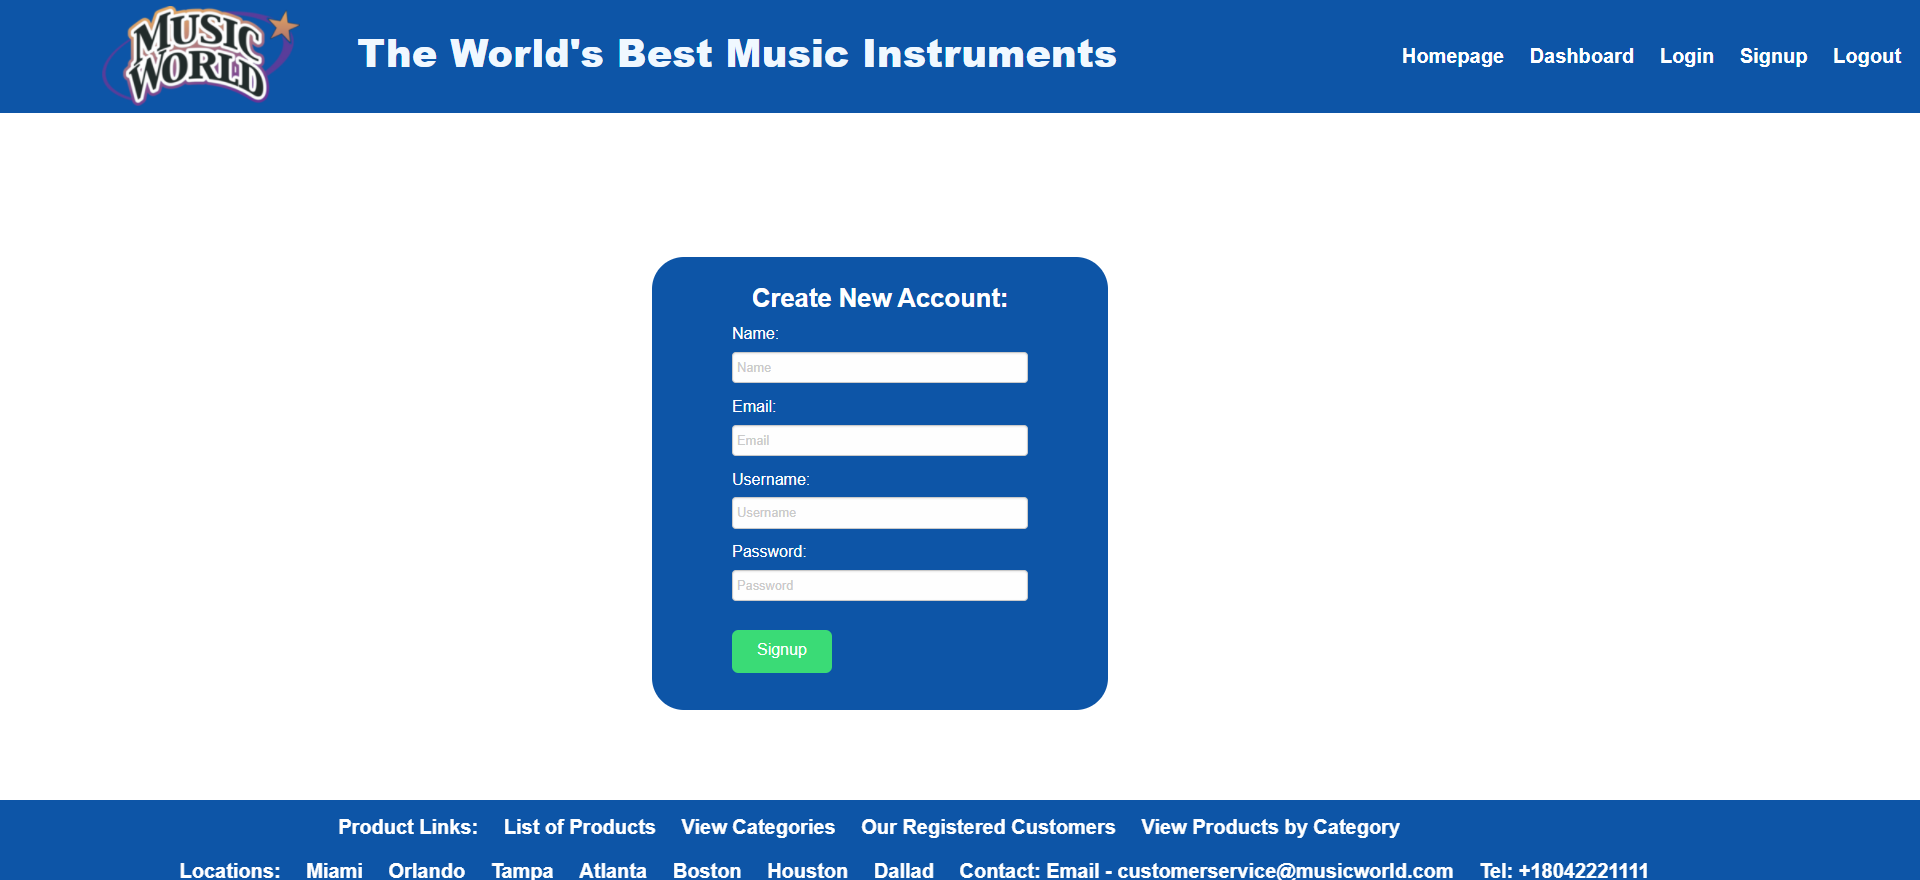 MUSIC
WORLD
The World's Best Music Instruments
Homepage Dashboard Login Signup Logout
Create New Account:
Name:
Name
Email:
Email
Username:
Username
Password:
Password
Signup
Product Links: List of Products View Categories Our Registered Customers View Products by Category
Locations: Miami Orlando Tampa Atlanta Boston Houston Dallad Contact: Email - customerservice@musicworld.com Tel: +18042221111